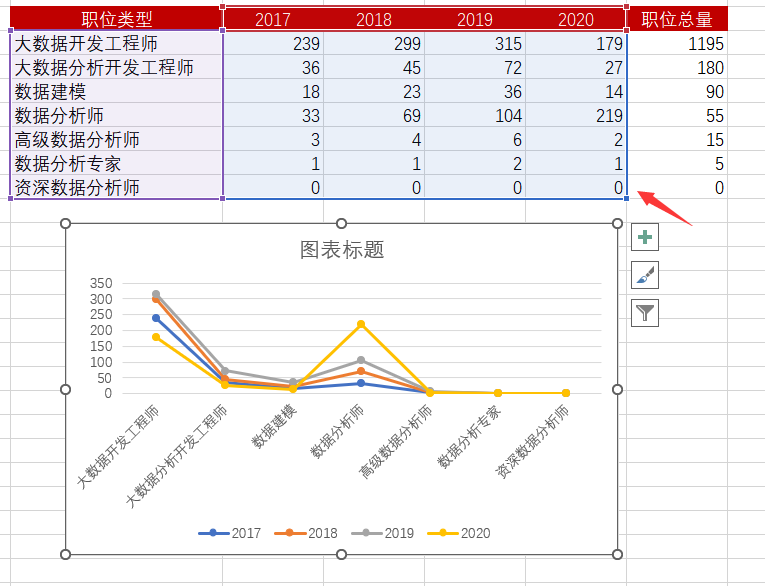 职位类型 2017 2018 2019 2020 职位总量
大数据开发工程师 239 299 315 179 1195
大数据分析开发工程师 36 45 72 27 180
数据建模 18 23 36 14 90
数据分析师 33 69 104 219 55
高级数据分析师 3 4 6 2 15
数据分析专家 1 1 2 1 5
资深数据分析师 0 0 0 0 0
图表标题
350
300
250
200
150
100
50
0
大数据开发工程师
大数据分析开发工程师
数据建模
数据分析师
高级数据分析师
数据分析专家
资深数据分析师
2017 2018 2019 2020